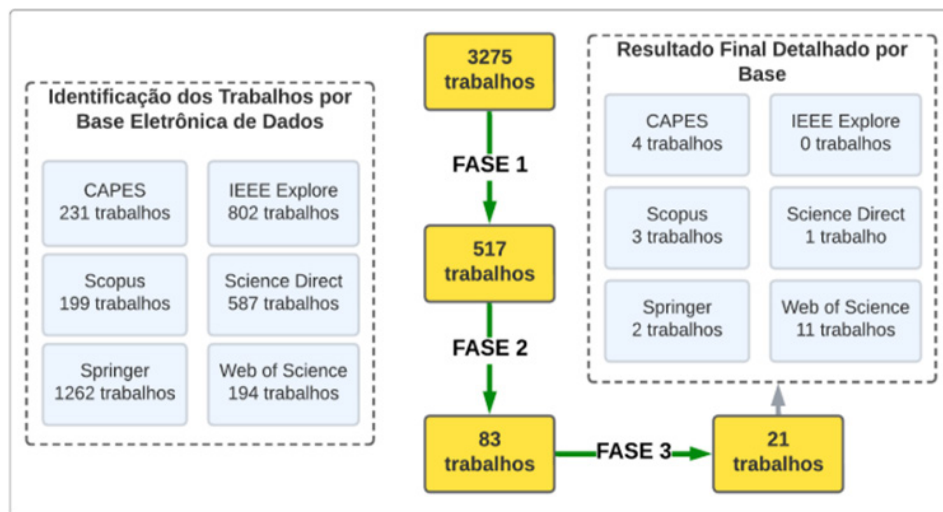 Identificação dos Trabalhos por
Base Eletrônica de Dados
CAPES
231 trabalhos
IEEE Explore
802 trabalhos
Scopus
199 trabalhos
Science Direct
587 trabalhos
Springer
1262 trabalhos
Web of Science
194 trabalhos
3275
trabalhos
FASE 1
517
trabalhos
FASE 2
83
trabalhos
FASE 3
21
trabalhos
Resultado Final Detalhado por
Base
CAPES
4 trabalhos
IEEE Explore
0 trabalhos
Scopus
3 trabalhos
Science Direct
1 trabalho
Springer
2 trabalhos
Web of Science
11 trabalhos